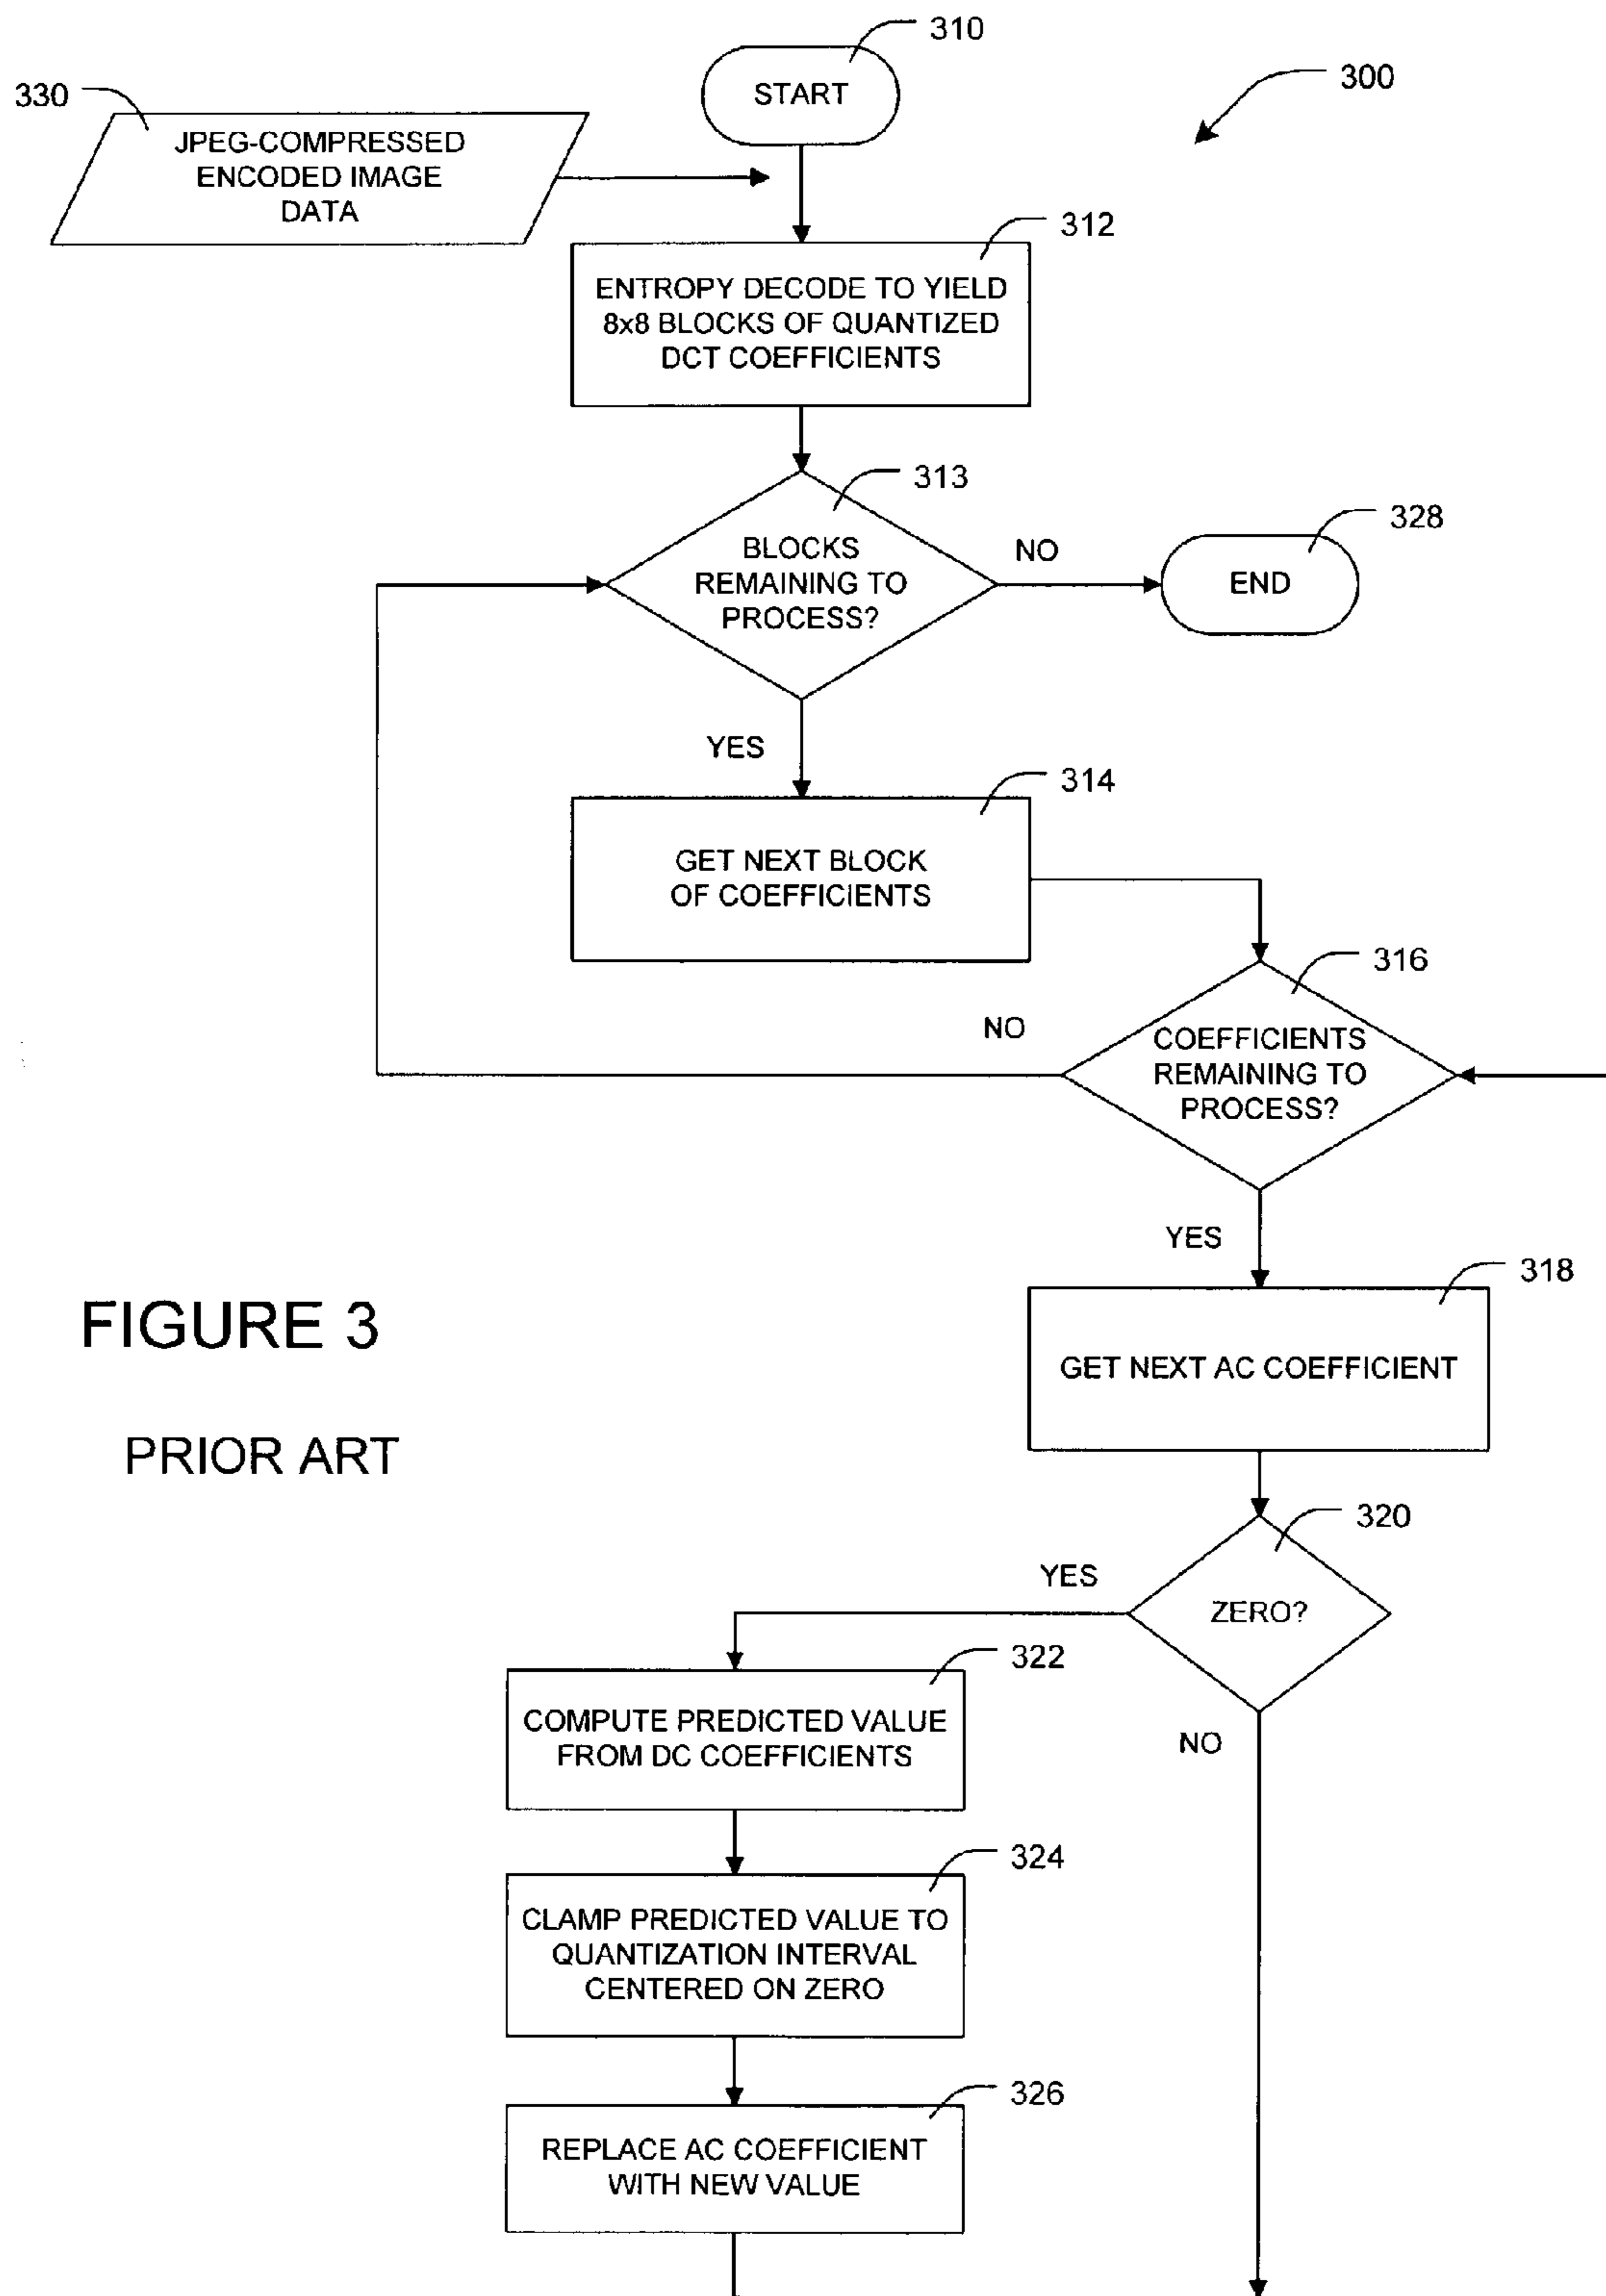 310
START
300
330
JPEG-COMPRESSED
ENCODED IMAGE
DATA
312
ENTROPY DECODE TO YIELD
8x8 BLOCKS OF QUANTIZED
DCT COEFFICIENTS
313
BLOCKS
REMAINING TO
PROCESS?
NO
328
END
YES
314
GET NEXT BLOCK
OF COEFFICIENTS
316
NO
COEFFICIENTS
REMAINING TO
PROCESS?
YES
318
GET NEXT AC COEFFICIENT
FIGURE 3
PRIOR ART
320
YES
ZERO?
NO
322
COMPUTE PREDICTED VALUE
FROM DC COEFFICIENTS
324
CLAMP PREDICTED VALUE TO
QUANTIZATION INTERVAL
CENTERED ON ZERO
326
REPLACE AC COEFFICIENT
WITH NEW VALUE